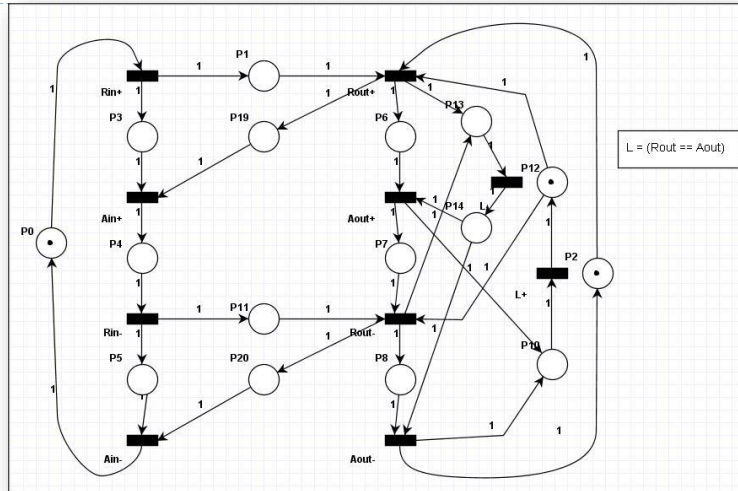 P1
1
1
1
1
Rin+
1
Rout+
1
1
1
P13
P3
P19
P6
1
1
1
L = (Rout == Aout)
P12
1
1
1
P14
L
Ain+
1
Aout+
1
1
1
P0
P4
P7
P2
1
1
1
1
L+
1
1
P11
1
1
1
Rin-
1
Rout-
1
1
P10
P5
P20
P8
1
1
1
1
1
1
Ain-
Aout-